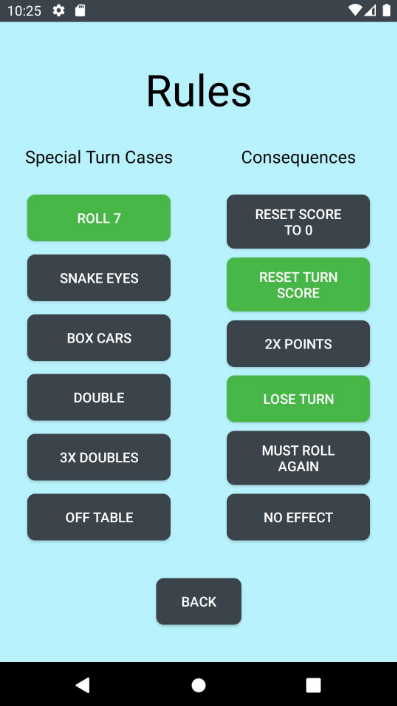 10:25
Rules
Special Turn Cases
Consequences
ROLL 7
SNAKE EYES
BOX CARS
DOUBLE
3X DOUBLES
OFF TABLE
RESET SCORE
TO 0
RESET TURN
SCORE
2X POINTS
LOSE TURN
MUST ROLL
AGAIN
NO EFFECT
BACK